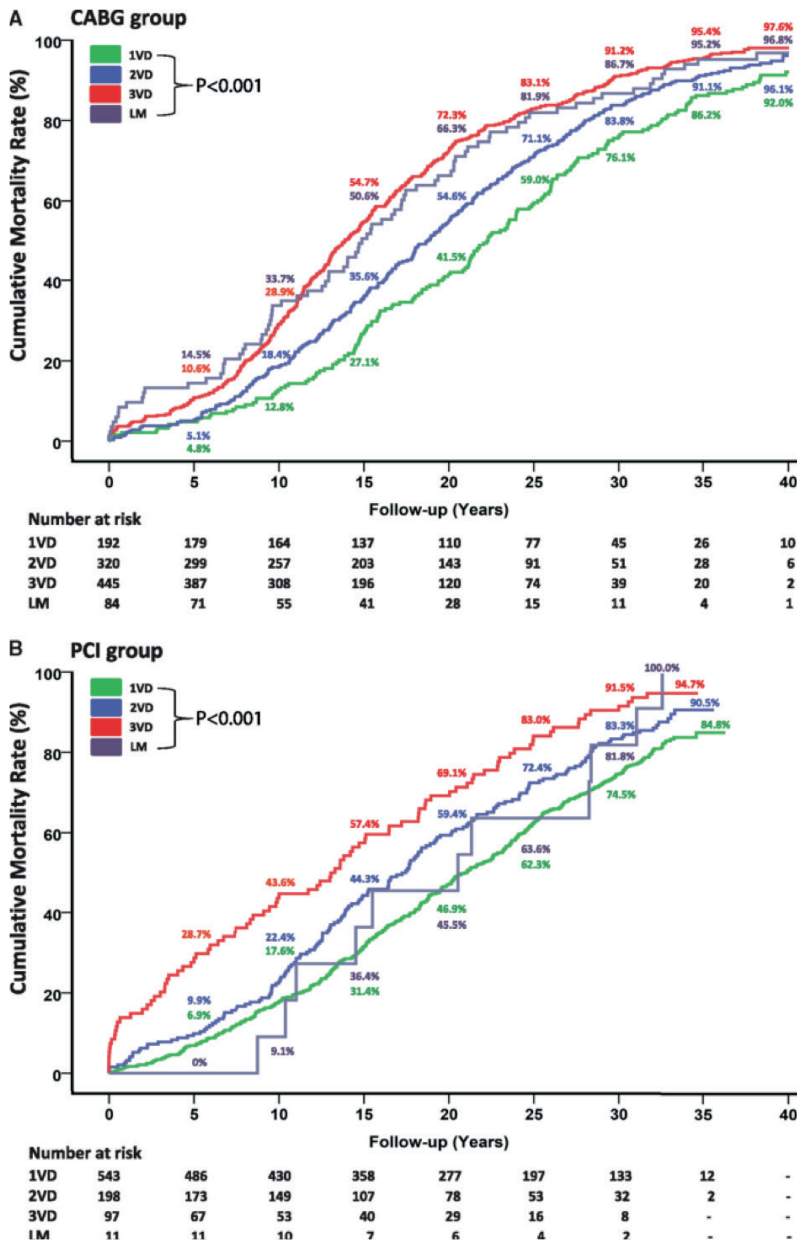 A CABG group
Cumulative Mortality Rate (%)
100
80
60
40
20
0
1VD
2VD
3VD
LM
P<0.001
14.5%
10.6%
5.1%
4.8%
33.7%
28.9%
18.4%
12.8%
54.7%
50.6%
35.6%
27.1%
72.3%
66.3%
54.6%
41.5%
83.1%
81.9%
71.1%
59.0%
91.2%
86.7%
83.8%
76.1%
95.4%
95.2%
91.1%
86.2%
97.6%
96.8%
96.1%
92.0%
0 5 10 15 20 25 30 35 40
Follow-up (Years)
Number at risk
1VD 192 179 164 137 110 77 45 26 10
2VD 320 299 257 203 143 91 51 28 6
3VD 445 387 308 196 120 74 39 20 2
LM 84 71 55 41 28 15 11 4 1
B PCI group
Cumulative Mortality Rate (%)
100
80
60
40
20
0
1VD
2VD
3VD
LM
P<0.001
28.7%
9.9%
6.9%
0%
43.6%
22.4%
17.6%
9.1%
57.4%
44.3%
36.4%
31.4%
69.1%
59.4%
46.9%
45.5%
83.0%
72.4%
63.6%
62.3%
91.5%
83.3%
81.8%
74.5%
100.0%
94.7%
90.5%
84.8%
0 5 10 15 20 25 30 35 40
Follow-up (Years)
Number at risk
1VD 543 486 430 358 277 197 133 12 -
2VD 198 173 149 107 78 53 32 2 -
3VD 97 67 53 40 29 16 8 - -
LM 11 11 10 7 6 4 2 - -